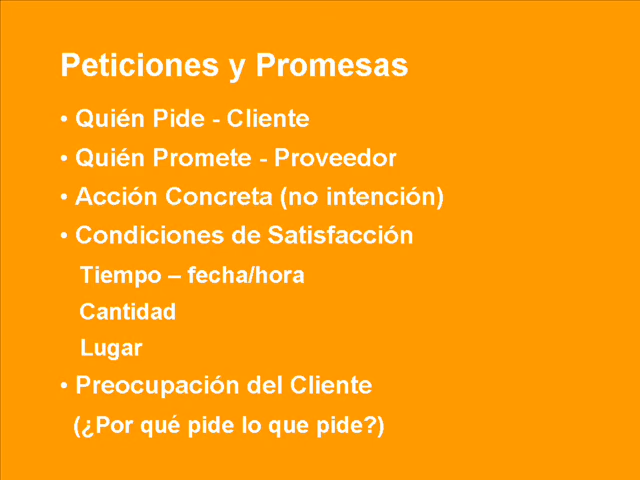 Peticiones y Promesas
• Quién Pide - Cliente
• Quién Promete - Proveedor
• Acción Concreta (no intención)
• Condiciones de Satisfacción
Tiempo – fecha/hora
Cantidad
Lugar
• Preocupación del Cliente
(¿Por qué pide lo que pide?)